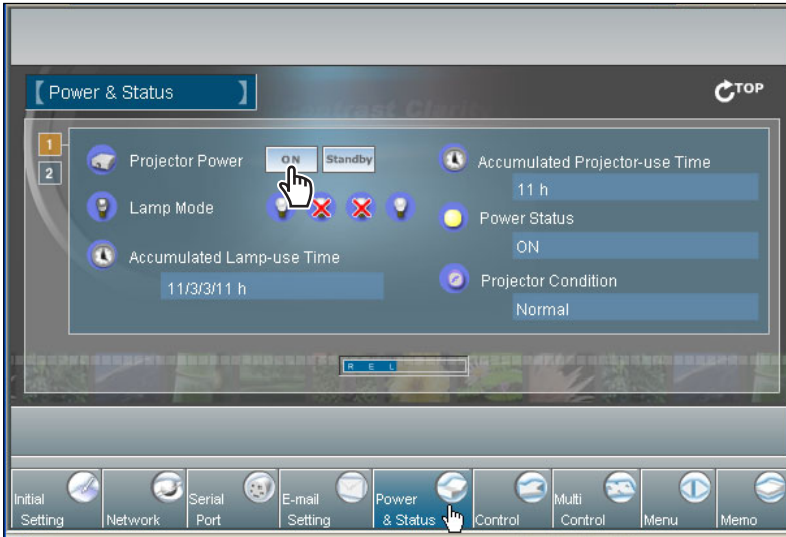 Power & Status
TOP
1
2
Projector Power
ON
Standby
Lamp Mode
Accumulated Lamp-use Time
11/3/3/11 h
Accumulated Projector-use Time
11 h
Power Status
ON
Projector Condition
Normal
R E L
Initial
Setting
Network
Serial
Port
E-mail
Setting
Power
& Status
Control
Multi
Control
Menu
Memo